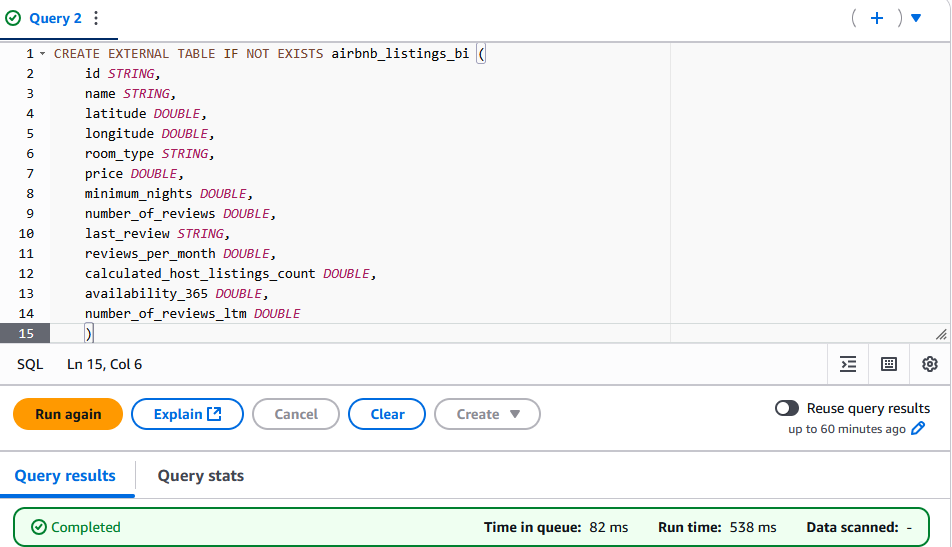 Query 2
1 CREATE EXTERNAL TABLE IF NOT EXISTS airbnb_listings_bi (
2 id STRING,
3 name STRING,
4 latitude DOUBLE,
5 longitude DOUBLE,
6 room_type STRING,
7 price DOUBLE,
8 minimum_nights DOUBLE,
9 number_of_reviews DOUBLE,
10 last_review STRING,
11 reviews_per_month DOUBLE,
12 calculated_host_listings_count DOUBLE,
13 availability_365 DOUBLE,
14 number_of_reviews_ltm DOUBLE
15 )
SQL Ln 15, Col 6
Run again Explain Cancel Clear Create Reuse query results
up to 60 minutes ago
Query results Query stats
Completed Time in queue: 82 ms Run time: 538 ms Data scanned: -